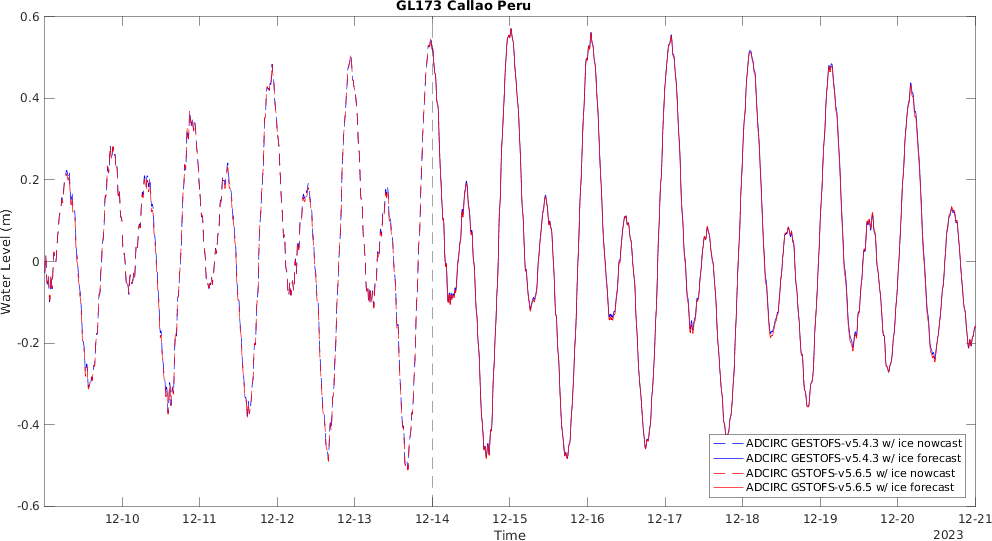 GL173 Callao Peru
0.6
0.4
0.2
0
-0.2
-0.4
-0.6
Water Level (m)
ADCIRC GESTOFS-v5.4.3 w/ ice nowcast
ADCIRC GESTOFS-v5.4.3 w/ ice forecast
ADCIRC GSTOFS-v5.6.5 w/ ice nowcast
ADCIRC GSTOFS-v5.6.5 w/ ice forecast
12-10 12-11 12-12 12-13 12-14 12-15 12-16 12-17 12-18 12-19 12-20 12-21
Time
2023